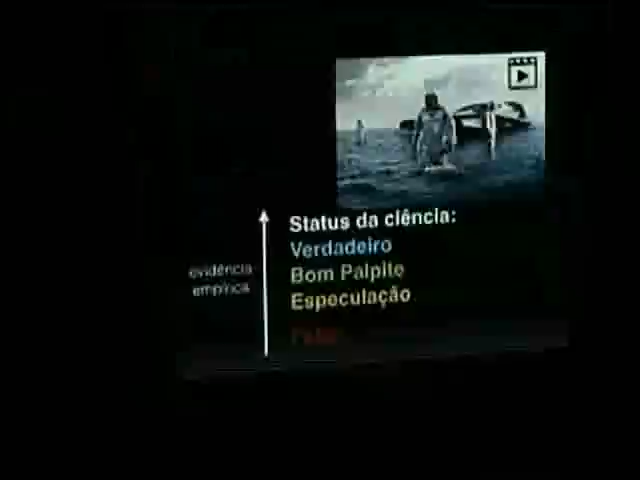 Status da ciência:
Verdadeiro
Bom Palpite
Especulação
evidência
empírica